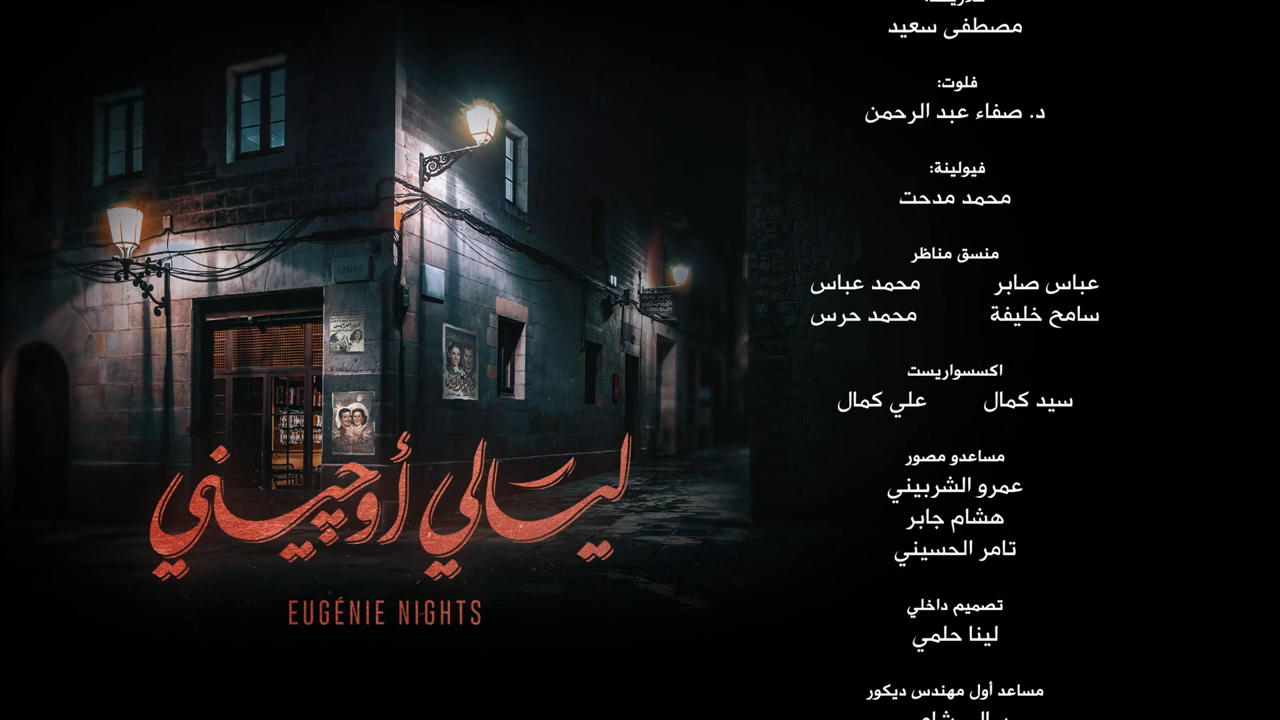 مصطفى سعيد
فلوت:
د. صفاء عبد الرحمن
فيولينة:
محمد مدحت
منسق مناظر
عباس صابر محمد عباس
سامح خليفة محمد حرس
اكسسواريست
سيد كمال علي كمال
مساعدو مصور
عمرو الشربيني
هشام جابر
تامر الحسيني
تصميم داخلي
لينا حلمي
مساعد أول مهندس ديكور
ليالي أوچيني
EUGÉNIE NIGHTS